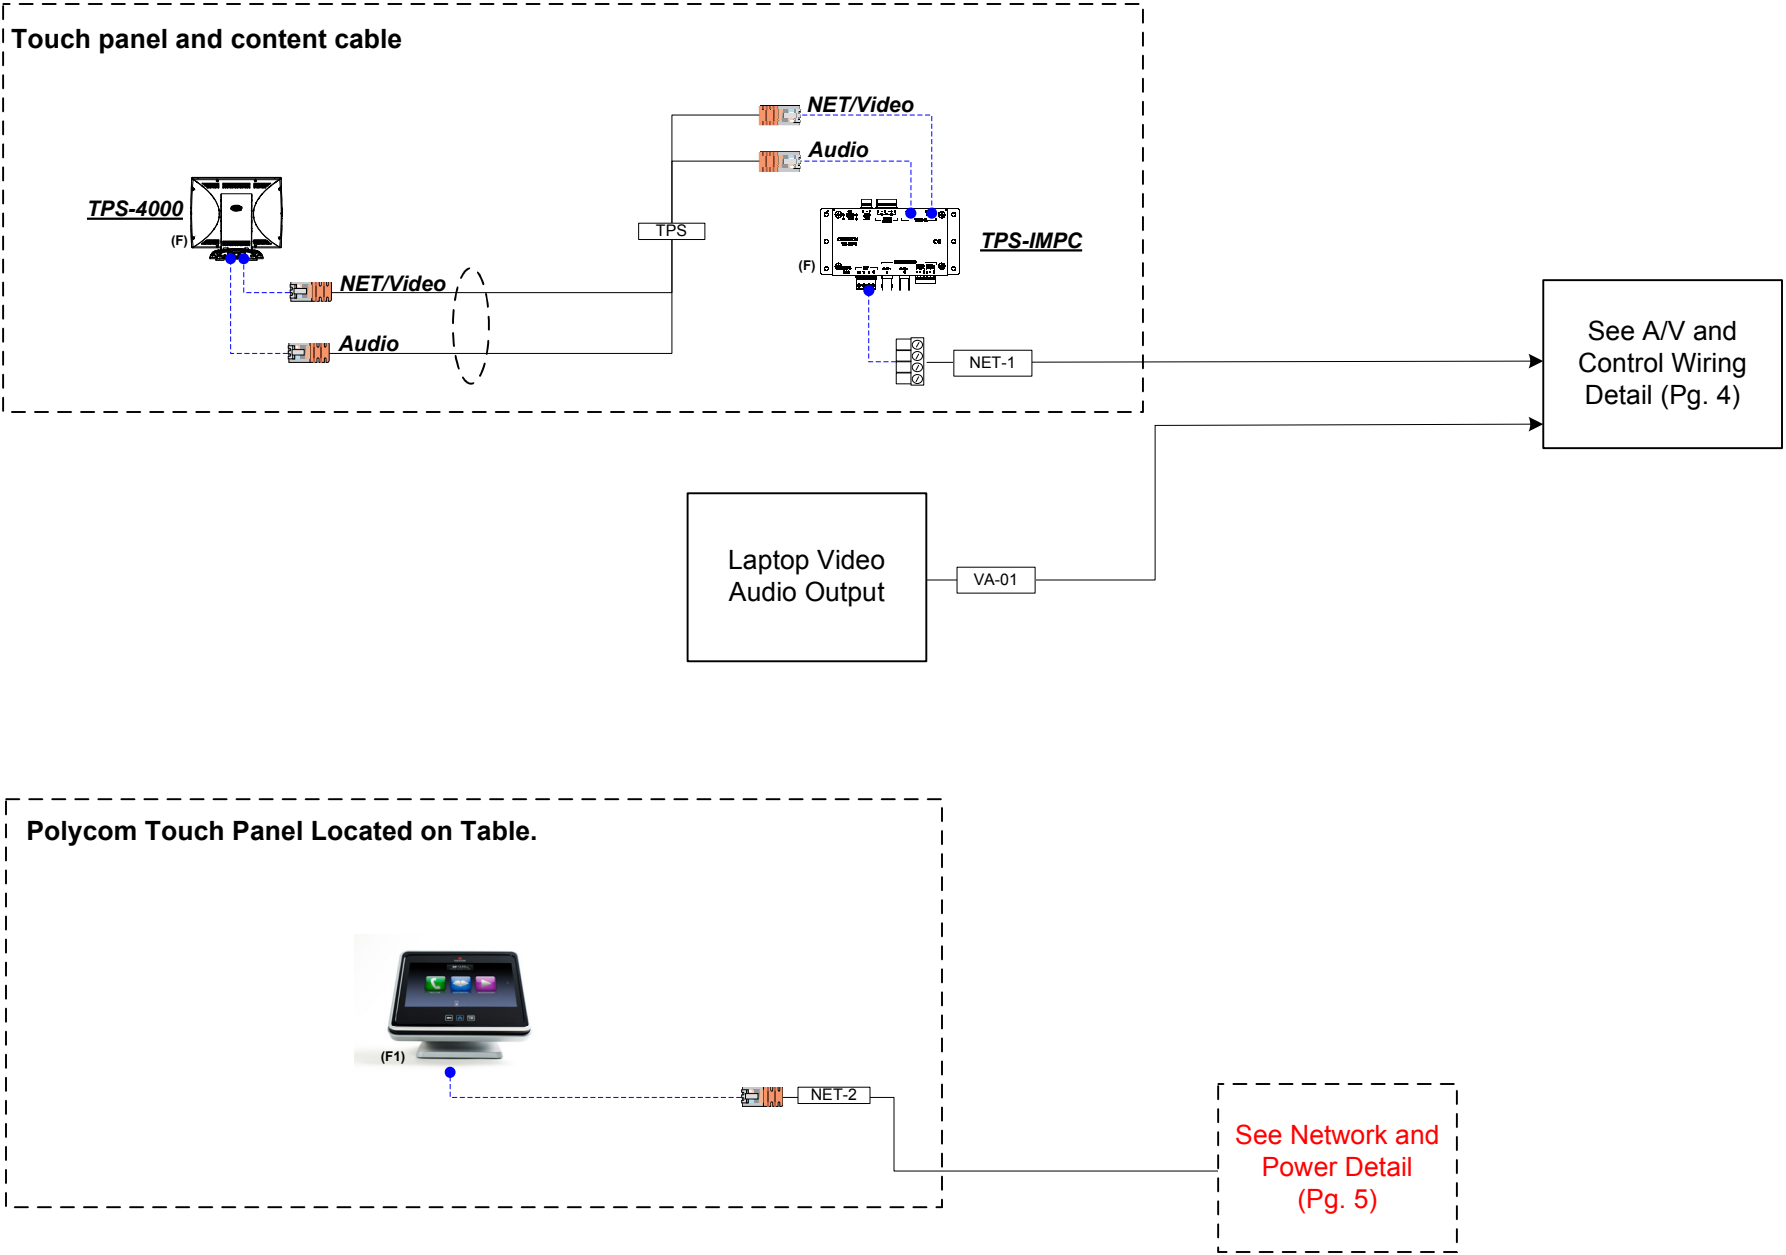 Touch panel and content cable
NET/Video
Audio
TPS-4000
(F)
TPS
TPS-IMPC
(F)
NET/Video
Audio
NET-1
See A/V and
Control Wiring
Detail (Pg. 4)
Laptop Video
Audio Output
VA-01
Polycom Touch Panel Located on Table.
(F1)
NET-2
See Network and
Power Detail
(Pg. 5)